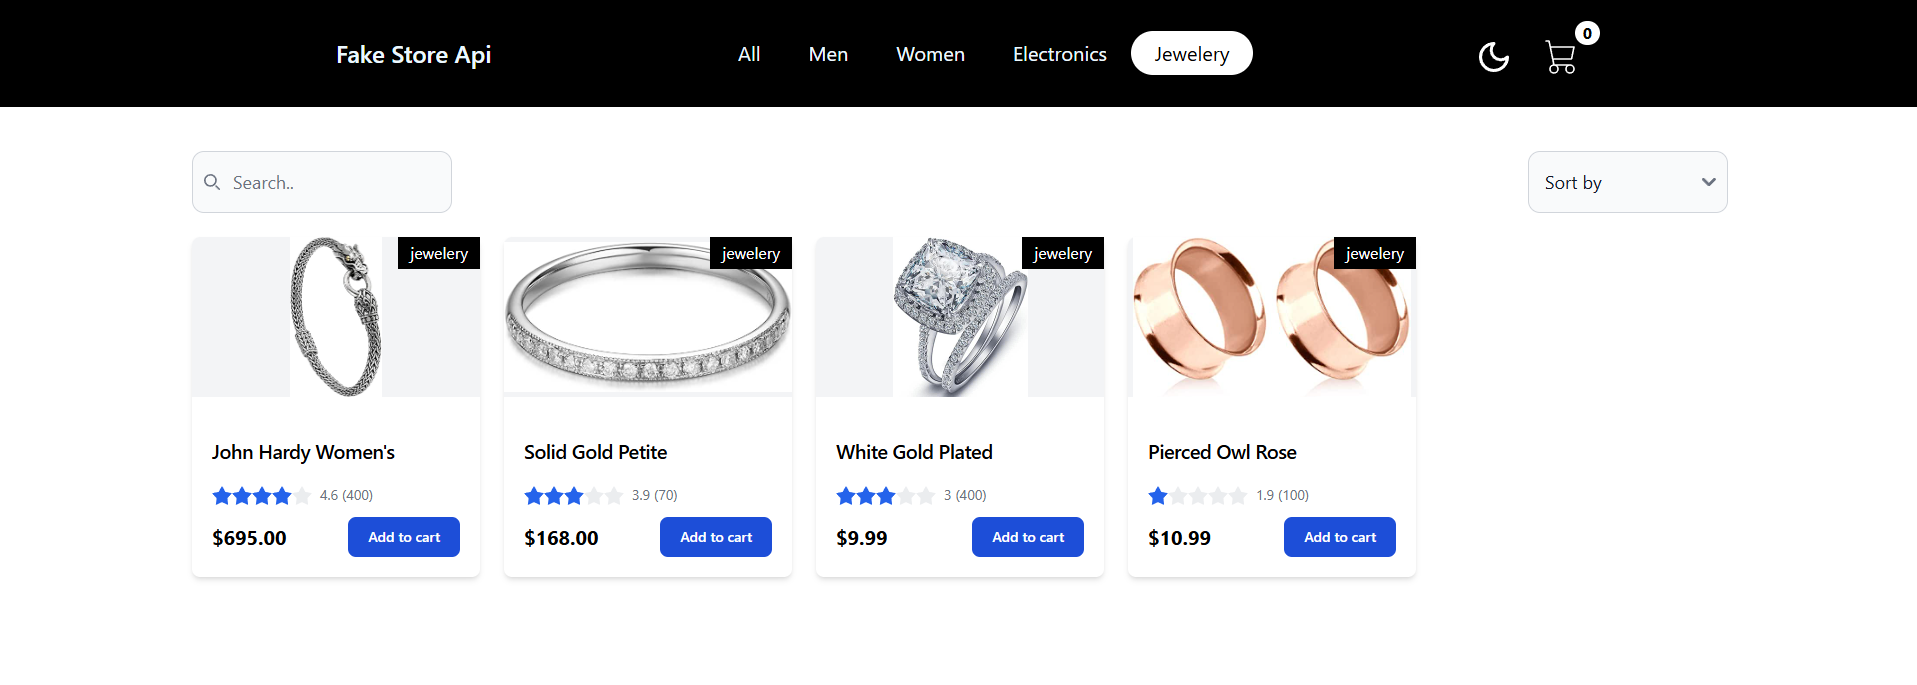 Fake Store Api
All
Men
Women
Electronics
Jewelery
0
Search..
Sort by
jewelery
jewelery
jewelery
jewelery
John Hardy Women's
4.6 (400)
$695.00
Add to cart
Solid Gold Petite
3.9 (70)
$168.00
Add to cart
White Gold Plated
3 (400)
$9.99
Add to cart
Pierced Owl Rose
1.9 (100)
$10.99
Add to cart